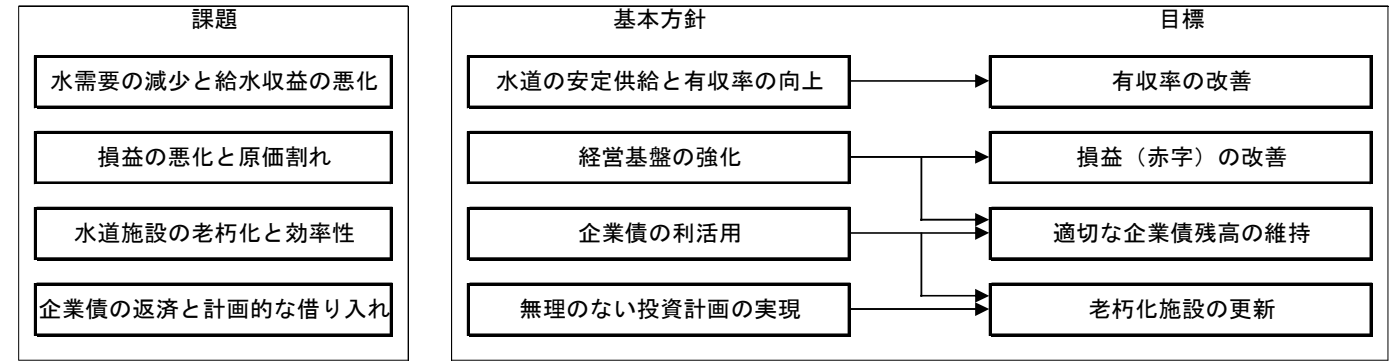 課題
水需要の減少と給水収益の悪化
損益の悪化と原価割れ
水道施設の老朽化と効率性
企業債の返済と計画的な借り入れ
基本方針
目標
水道の安定供給と有収率の向上
有収率の改善
経営基盤の強化
損益（赤字）の改善
企業債の利活用
適切な企業債残高の維持
無理のない投資計画の実現
老朽化施設の更新